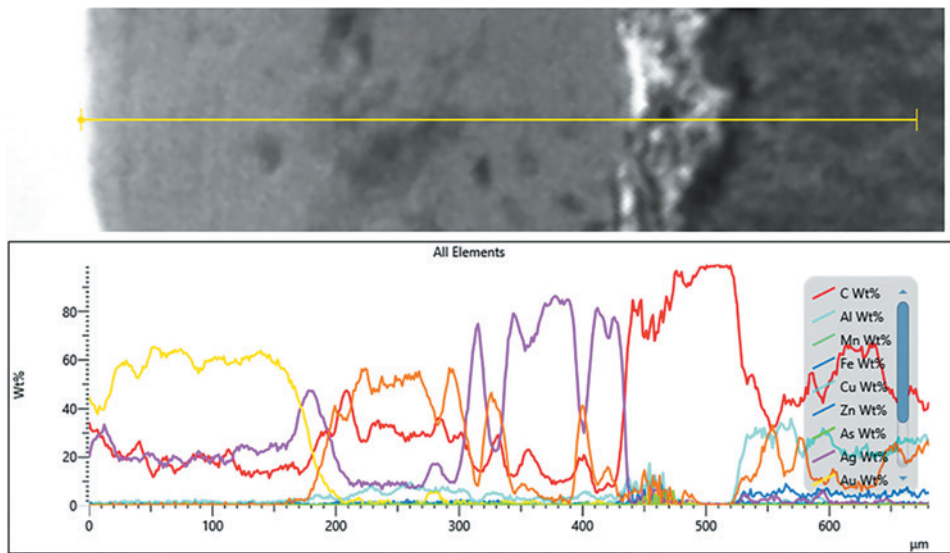 All Elements
Wt%
80
60
40
20
0
0 100 200 300 400 500 600
µm
C Wt%
Al Wt%
Mn Wt%
Fe Wt%
Cu Wt%
Zn Wt%
As Wt%
Ag Wt%
Au Wt%